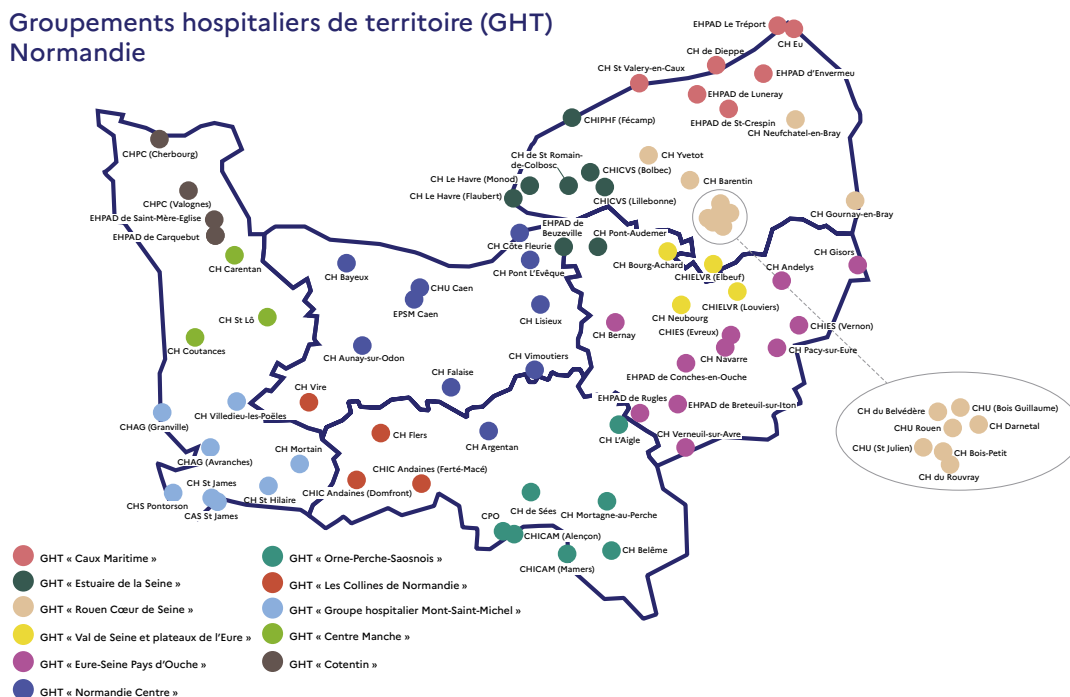 Groupements hospitaliers de territoire (GHT)
Normandie
EHPAD Le Tréport
CH Eu
CH de Dieppe
CH St Valery-en-Caux
EHPAD d'Envermeu
EHPAD de Luneray
EHPAD de St-Crespin
CHIPHF (Fécamp)
CH Neufchatel-en-Bray
CHPC (Cherbourg)
CH de St Romain-
de-Colbosc
CH Yvetot
CHICVS (Bolbec)
CH Le Havre (Monod)
CH Barentin
CHPC (Valognes)
CH Le Havre (Flaubert)
CHICVS (Lillebonne)
CH Gournay-en-Bray
EHPAD de Saint-Mère-Eglise
EHPAD de
Beuzeville
CH Pont-Audemer
EHPAD de Carquebut
CH Côte Fleurie
CH Gisors
CH Carentan
CH Bayeux
CH Pont L'Evêque
CH Bourg-Achard
CHIELVR (Elbeuf)
CH Andelys
CHU Caen
EPSM Caen
CHIELVR (Louviers)
CH St Lô
CH Lisieux
CH Neubourg
CHIES (Vernon)
CH Bernay
CHIES (Evreux)
CH Coutances
CH Aunay-sur-Odon
CH Vimoutiers
CH Navarre
CH Pacy-sur-Eure
CH Falaise
EHPAD de Conches-en-Ouche
CH Vire
EHPAD de Rugles
EHPAD de Breteuil-sur-Iton
CH Villedieu-les-Poëles
CHAG (Granville)
CH Flers
CH Argentan
CH L'Aigle
CH Verneuil-sur-Avre
CH Mortain
CHAG (Avranches)
CHIC Andaines (Ferté-Macé)
CH St James
CHIC Andaines (Domfront)
CH St Hilaire
CHS Pontorson
CAS St James
CH de Sées
CH Mortagne-au-Perche
CPO
CHICAM (Alençon)
CH Belême
CHICAM (Mamers)
CH du Belvédère
CHU (Bois Guillaume)
CHU Rouen
CH Darnetal
CHU (St Julien)
CH Bois-Petit
CH du Rouvray
GHT « Caux Maritime »
GHT « Estuaire de la Seine »
GHT « Rouen Cœur de Seine »
GHT « Val de Seine et plateaux de l'Eure »
GHT « Eure-Seine Pays d'Ouche »
GHT « Normandie Centre »
GHT « Orne-Perche-Saosnois »
GHT « Les Collines de Normandie »
GHT « Groupe hospitalier Mont-Saint-Michel »
GHT « Centre Manche »
GHT « Cotentin »